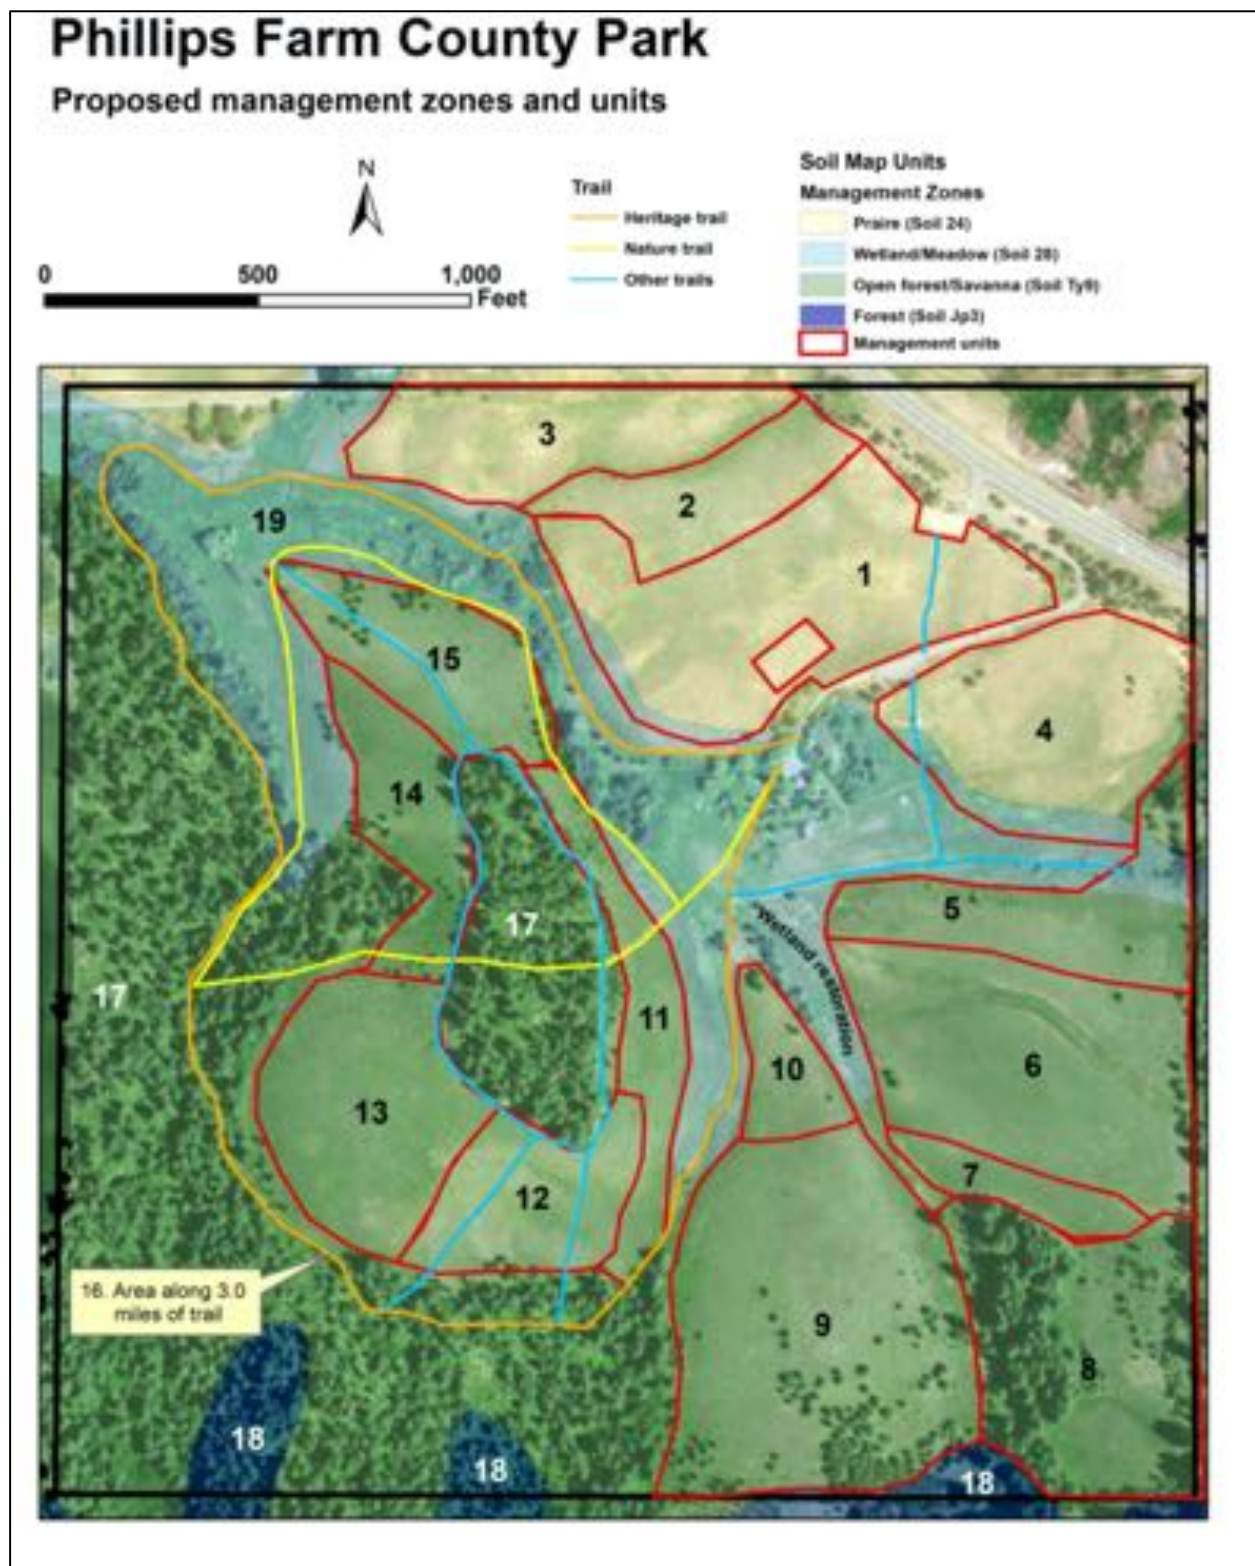 Phillips Farm County Park
Proposed management zones and units
N
0 500 1,000
Feet
Trail
Heritage trail
Nature trail
Other trails
Soil Map Units
Management Zones
Praire (Soil 24)
Wetland/Meadow (Soil 28)
Open forest/Savanna (Soil Ty9)
Forest (Soil Jp3)
Management units
3
2
19
1
15
4
14
5
17
Wetland restoration
17
11
6
10
13
7
12
16. Area along 3.0
miles of trail
9
8
18
18
18